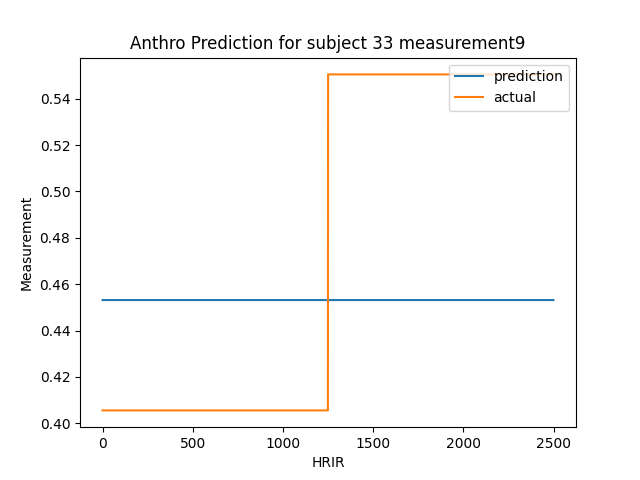 Anthro Prediction for subject 33 measurement9
prediction
actual
Measurement
0.54
0.52
0.50
0.48
0.46
0.44
0.42
0.40
0
500
1000
1500
2000
2500
HRIR